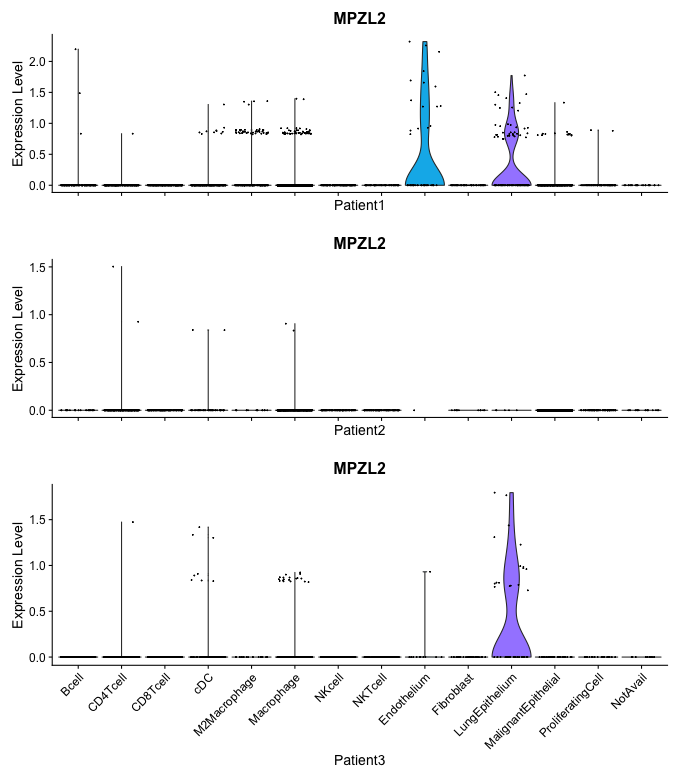 MPZL2
Expression Level
2.0
1.5
1.0
0.5
0.0
Patient1
MPZL2
Expression Level
1.5
1.0
0.5
0.0
Patient2
MPZL2
Expression Level
1.5
1.0
0.5
0.0
Bcell
CD4Tcell
CD8Tcell
cDC
M2Macrophage
Macrophage
NKcell
NKTcell
Endothelium
Fibroblast
LungEpithelium
MalignantEpithelial
ProliferatingCell
NotAvail
Patient3